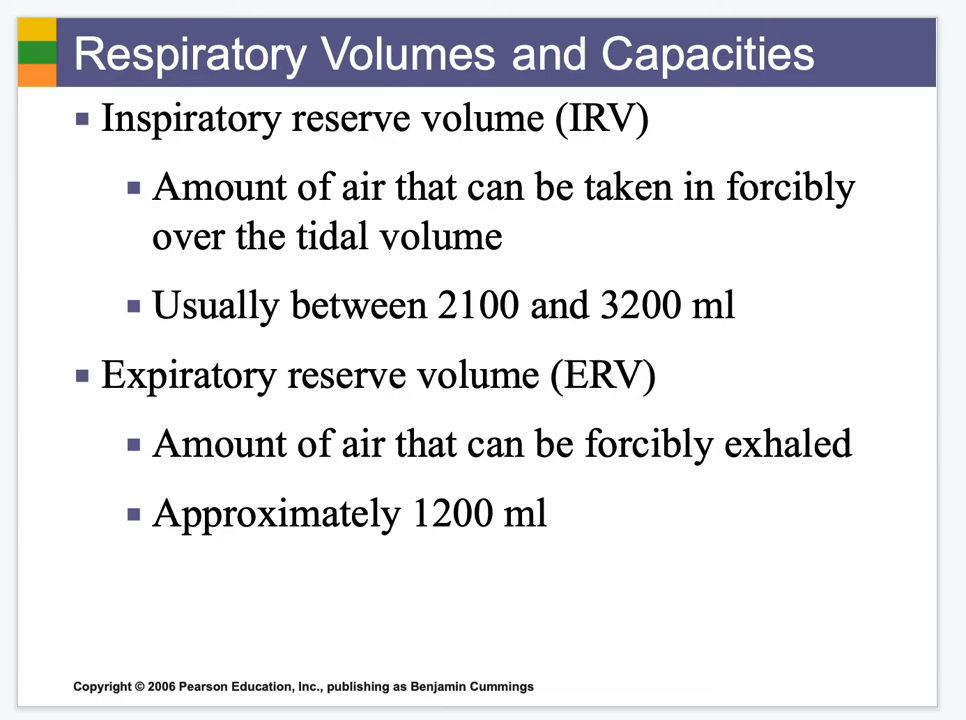 Respiratory Volumes and Capacities
■ Inspiratory reserve volume (IRV)
■ Amount of air that can be taken in forcibly
over the tidal volume
■ Usually between 2100 and 3200 ml
■ Expiratory reserve volume (ERV)
■ Amount of air that can be forcibly exhaled
■ Approximately 1200 ml
Copyright © 2006 Pearson Education, Inc., publishing as Benjamin Cummings